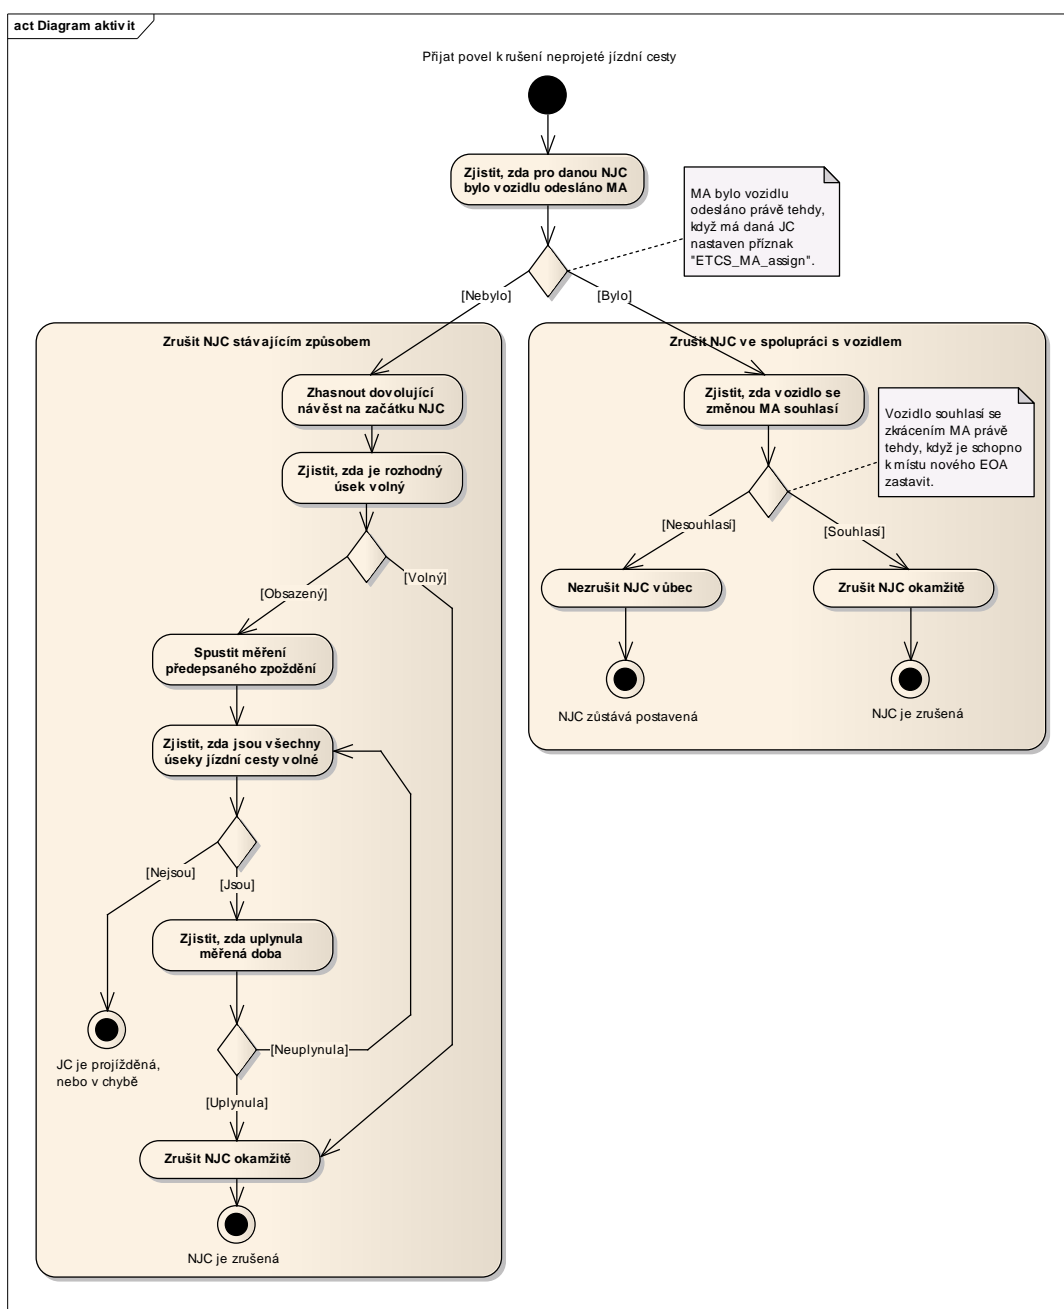 act Diagram aktivit
Přijat povel k rušení neprojeté jízdní cesty
Zjistit, zda pro danou NJC
bylo vozidlu odesláno MA
MA bylo vozidlu
odesláno právě tehdy,
když má daná JC
nastaven příznak
"ETCS_MA_assign".
[Nebylo]
[Bylo]
Zrušit NJC stávajícím způsobem
Zhasnout dovolující
návěst na začátku NJC
Zjistit, zda je rozhodný
úsek volný
[Volný]
[Obsazený]
Spustit měření
předepsaného zpoždění
Zjistit, zda jsou všechny
úseky jízdní cesty volné
[Nejsou]
[Jsou]
Zjistit, zda uplynula
měřená doba
JC je projížděná,
nebo v chybě
[Neuplynula]
[Uplynula]
Zrušit NJC okamžitě
NJC je zrušená
Zrušit NJC ve spolupráci s vozidlem
Zjistit, zda vozidlo se
změnou MA souhlasí
Vozidlo souhlasí se
zkrácením MA právě
tehdy, když je schopno
k místu nového EOA
zastavit.
[Nesouhlasí]
[Souhlasí]
Nezrušit NJC vůbec
Zrušit NJC okamžitě
NJC zůstává postavená
NJC je zrušená